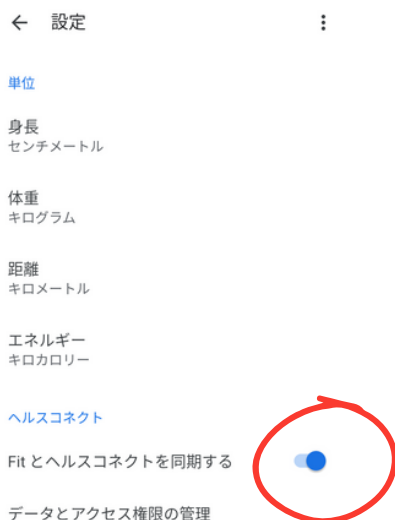 設定
単位
身長
センチメートル
体重
キログラム
距離
キロメートル
エネルギー
キロカロリー
ヘルスコネクト
Fit とヘルスコネクトを同期する
データとアクセス権限の管理